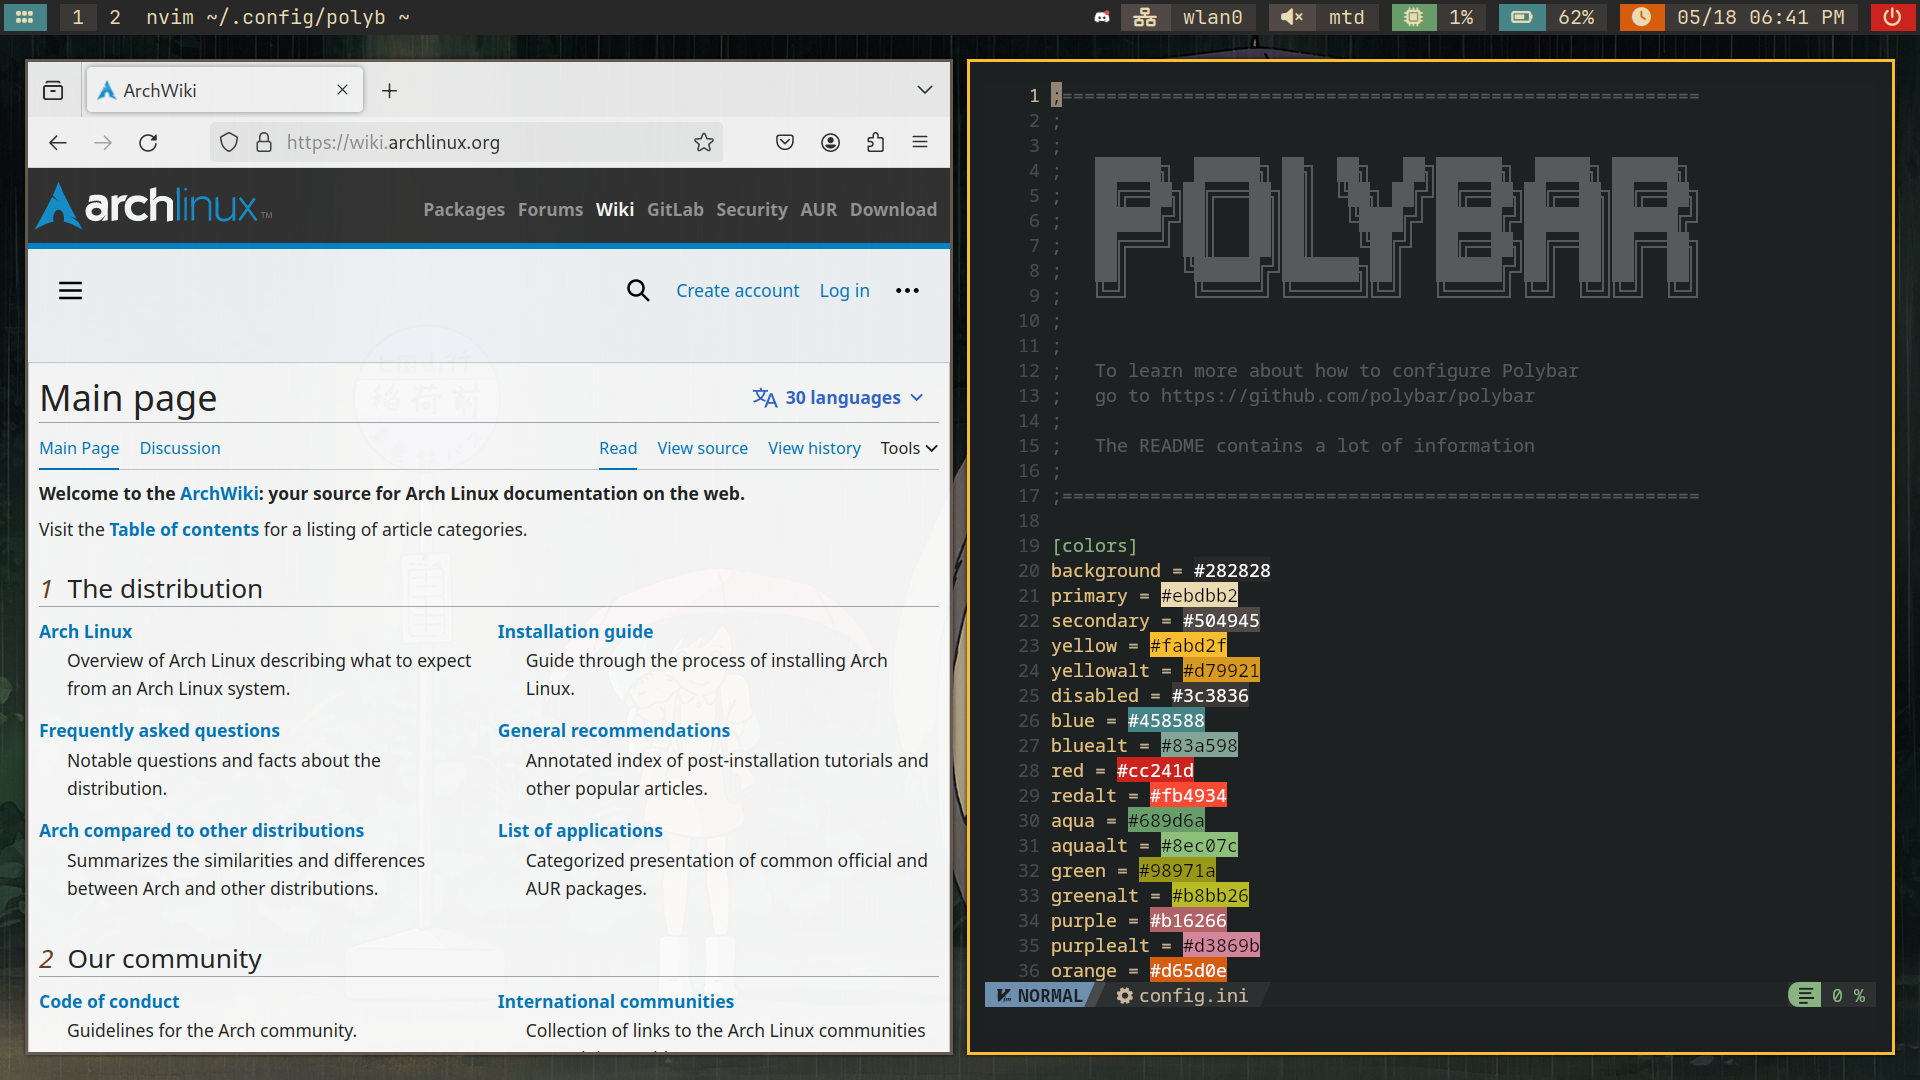 1 2 nvim ~/.config/polyb ~ wlan0 mtd 1% 62% 05/18 06:41 PM
ArchWiki
https://wiki.archlinux.org
archlinux™
Packages Forums Wiki GitLab Security AUR Download
Create account Log in
Main page 30 languages
Main Page Discussion Read View source View history Tools
Welcome to the ArchWiki: your source for Arch Linux documentation on the web.
Visit the Table of contents for a listing of article categories.
1 The distribution
Arch Linux
Overview of Arch Linux describing what to expect
from an Arch Linux system.
Installation guide
Guide through the process of installing Arch
Linux.
Frequently asked questions
Notable questions and facts about the
distribution.
General recommendations
Annotated index of post-installation tutorials and
other popular articles.
Arch compared to other distributions
Summarizes the similarities and differences
between Arch and other distributions.
List of applications
Categorized presentation of common official and
AUR packages.
2 Our community
Code of conduct
Guidelines for the Arch community.
International communities
Collection of links to the Arch Linux communities
1 ;==========================================================
2 ;
3 ;
4 ;
5 ;
6 ; POLYBAR
7 ;
8 ;
9 ;
10 ;
11 ;
12 ; To learn more about how to configure Polybar
13 ; go to https://github.com/polybar/polybar
14 ;
15 ; The README contains a lot of information
16 ;
17 ;==========================================================
18
19 [colors]
20 background = #282828
21 primary = #ebdbb2
22 secondary = #504945
23 yellow = #fabd2f
24 yellowalt = #d79921
25 disabled = #3c3836
26 blue = #458588
27 bluealt = #83a598
28 red = #cc241d
29 redalt = #fb4934
30 aqua = #689d6a
31 aquaalt = #8ec07c
32 green = #98971a
33 greenalt = #b8bb26
34 purple = #b16266
35 purplealt = #d3869b
36 orange = #d65d0e
NORMAL config.ini 0 %